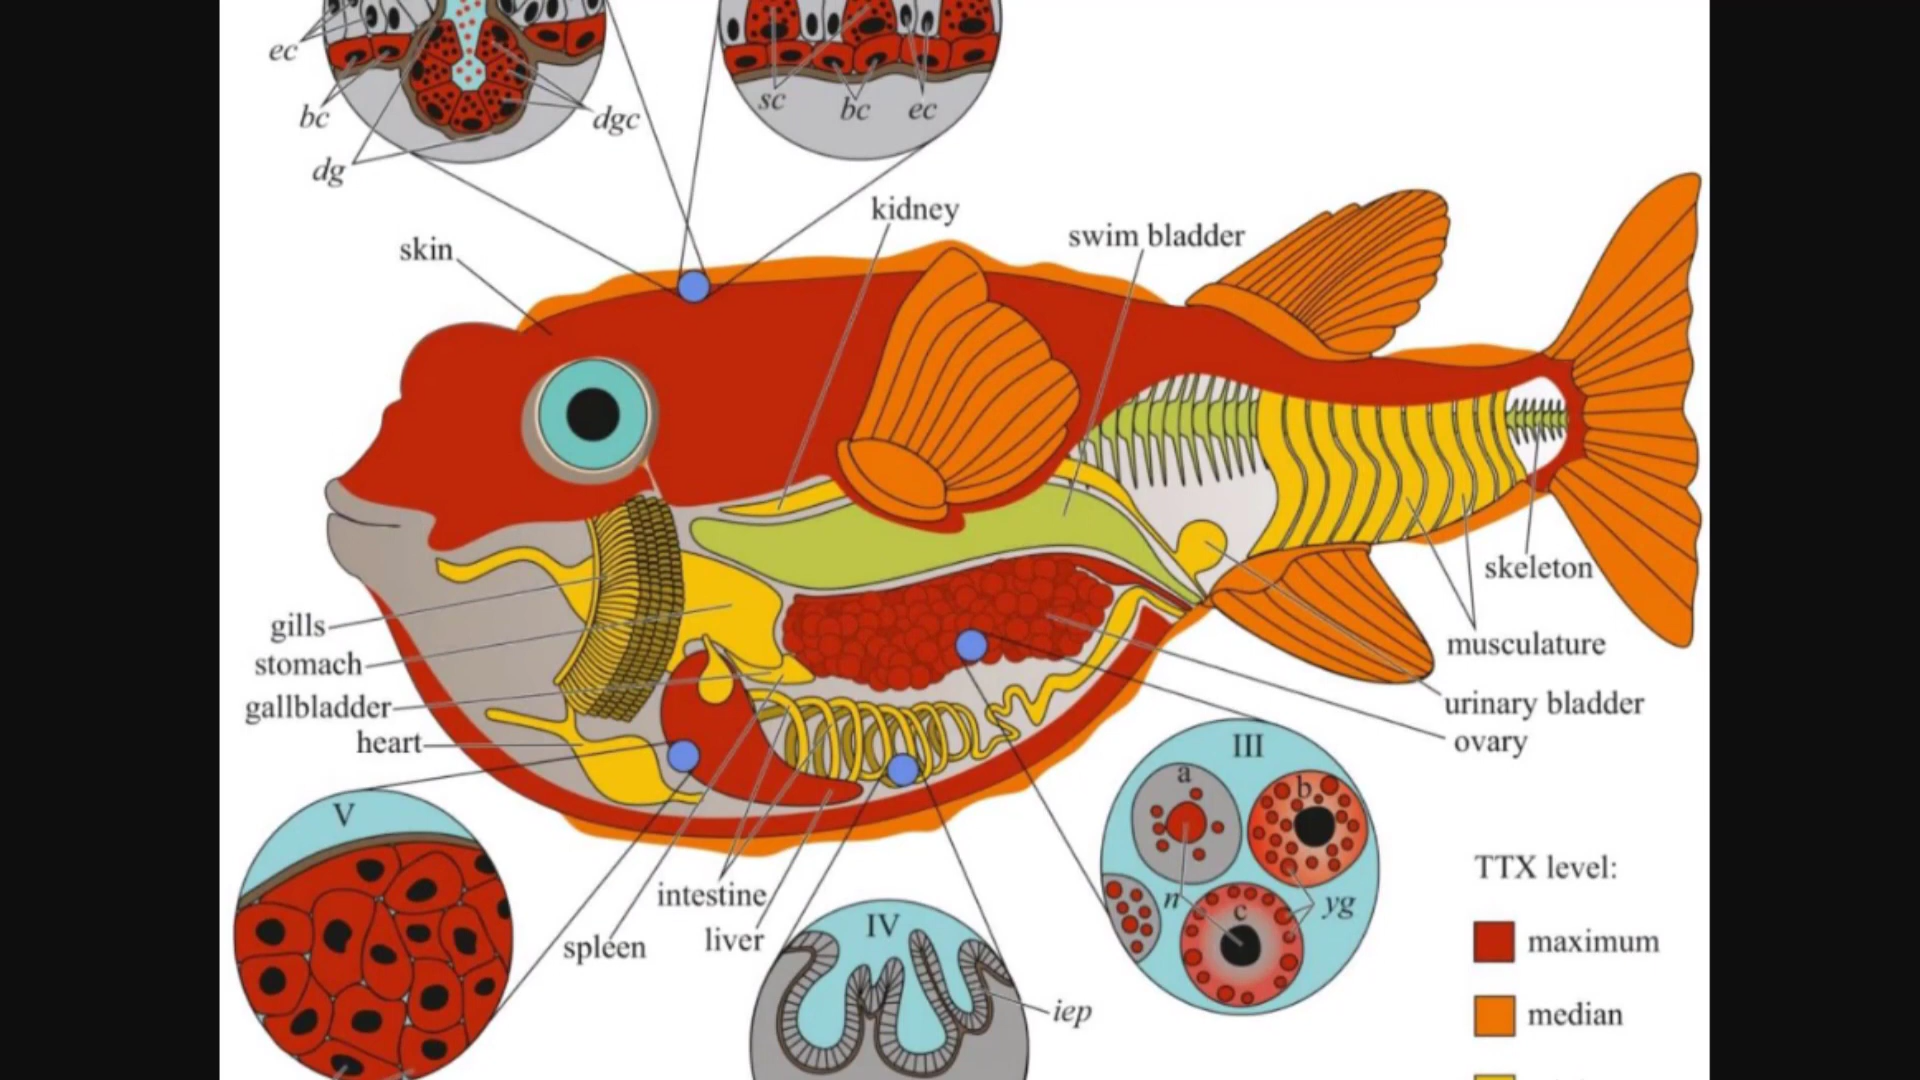 ec
bc
dg
dgc
sc
bc
ec
skin
kidney
swim bladder
gills
stomach
gallbladder
heart
skeleton
musculature
urinary bladder
ovary
V
intestine
spleen
liver
IV
iep
III
a
b
c
n
yg
TTX level:
maximum
median